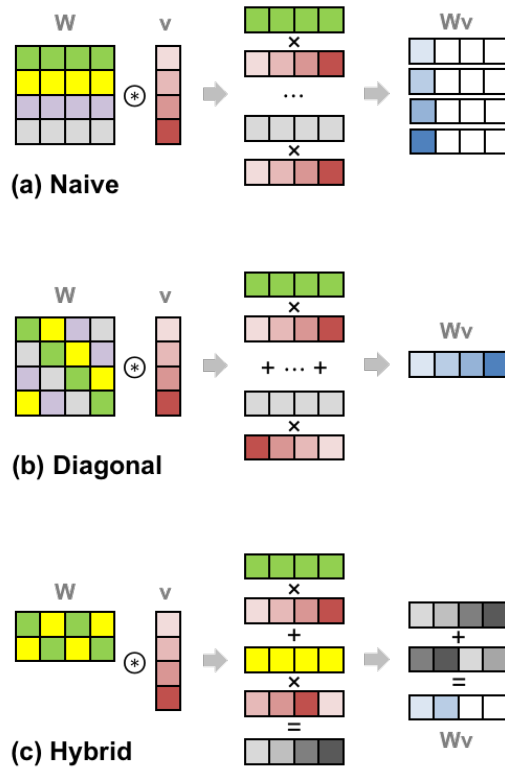 W v Wv
×
...
×
(a) Naive
W v
× Wv
+ ... +
×
(b) Diagonal
W v
×
+ +
× =
= Wv
(c) Hybrid